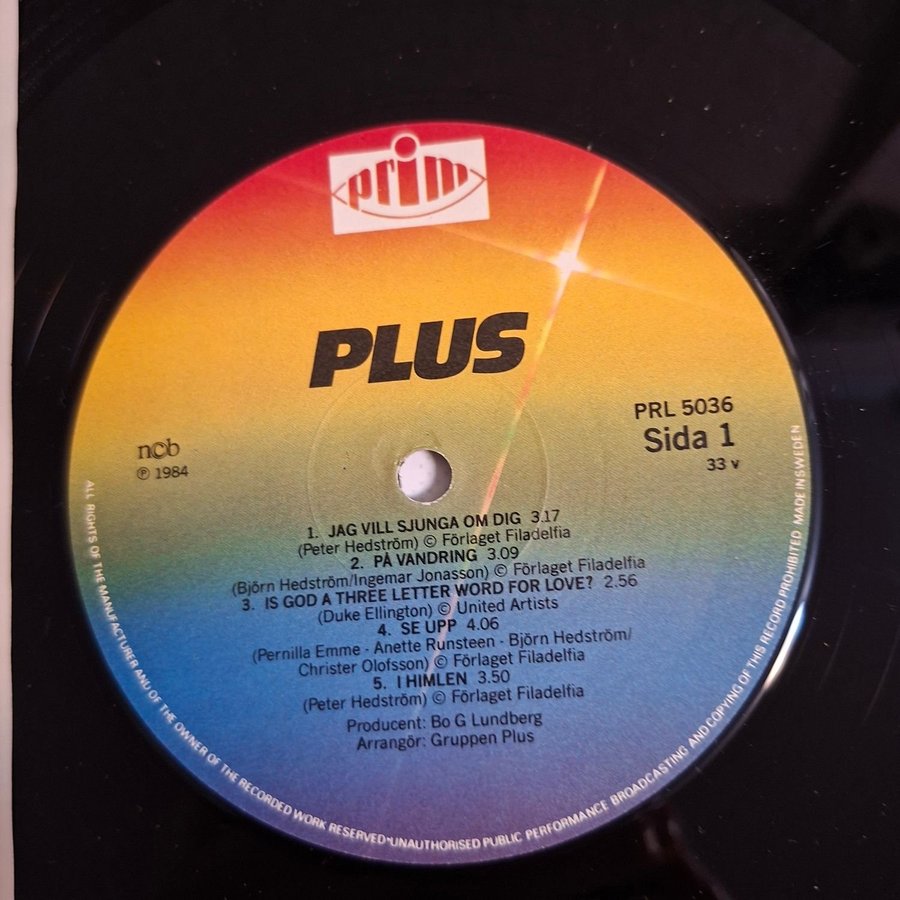 prim
PLUS
PRL 5036
Sida 1
33 v
ncb
℗ 1984
1. JAG VILL SJUNGA OM DIG 3.17
(Peter Hedström) © Förlaget Filadelfia
2. PÅ VANDRING 3.09
(Björn Hedström/Ingemar Jonasson) © Förlaget Filadelfia
3. IS GOD A THREE LETTER WORD FOR LOVE? 2.56
(Duke Ellington) © United Artists
4. SE UPP 4.06
(Pernilla Emme - Anette Runsteen - Björn Hedström/
Christer Olofsson) © Förlaget Filadelfia
5. I HIMLEN 3.50
(Peter Hedström) © Förlaget Filadelfia
Producent: Bo G Lundberg
Arrangör: Gruppen Plus
ALL RIGHTS OF THE MANUFACTURER AND OF THE OWNER OF THE RECORDED WORK RESERVED•UNAUTHORISED PUBLIC PERFORMANCE BROADCASTING AND COPYING OF THIS RECORD PROHIBITED MADE IN SWEDEN